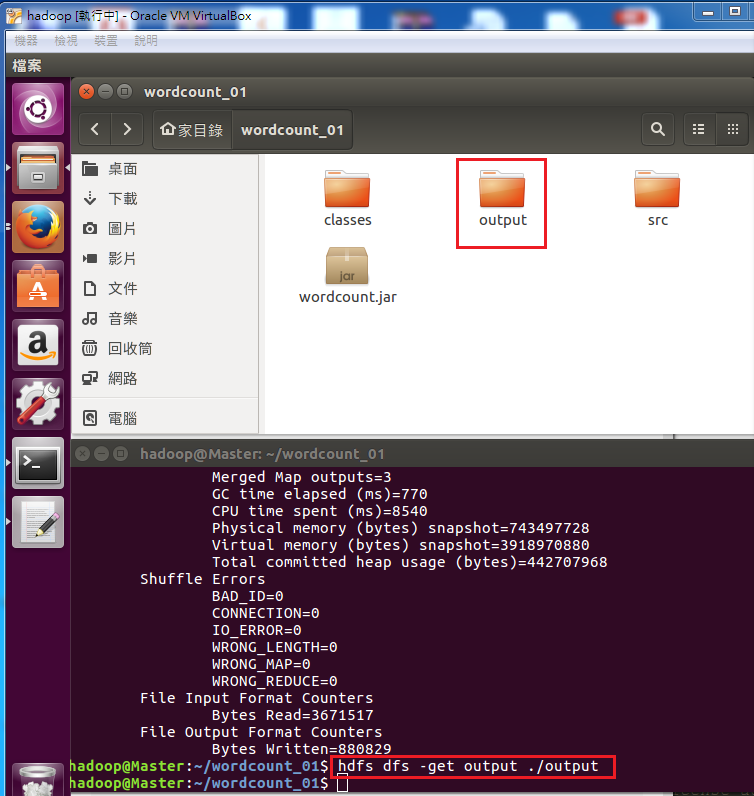 hadoop [執行中] - Oracle VM VirtualBox
機器 檢視 裝置 說明
檔案
wordcount_01
家目錄 wordcount_01
桌面
下載
圖片
影片
文件
音樂
回收筒
網路
電腦
classes output src
jar
wordcount.jar
hadoop@Master: ~/wordcount_01
Merged Map outputs=3
GC time elapsed (ms)=770
CPU time spent (ms)=8540
Physical memory (bytes) snapshot=743497728
Virtual memory (bytes) snapshot=3918970880
Total committed heap usage (bytes)=442707968
Shuffle Errors
BAD_ID=0
CONNECTION=0
IO_ERROR=0
WRONG_LENGTH=0
WRONG_MAP=0
WRONG_REDUCE=0
File Input Format Counters
Bytes Read=3671517
File Output Format Counters
Bytes Written=880829
hadoop@Master:~/wordcount_01$ hdfs dfs -get output ./output
hadoop@Master:~/wordcount_01$